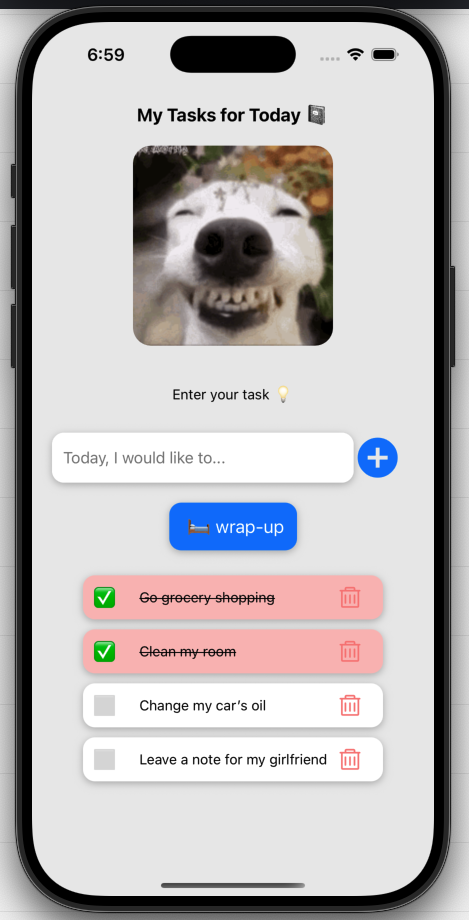 6:59
My Tasks for Today
Enter your task
Today, I would like to...
wrap-up
Go grocery shopping
Clean my room
Change my car's oil
Leave a note for my girlfriend